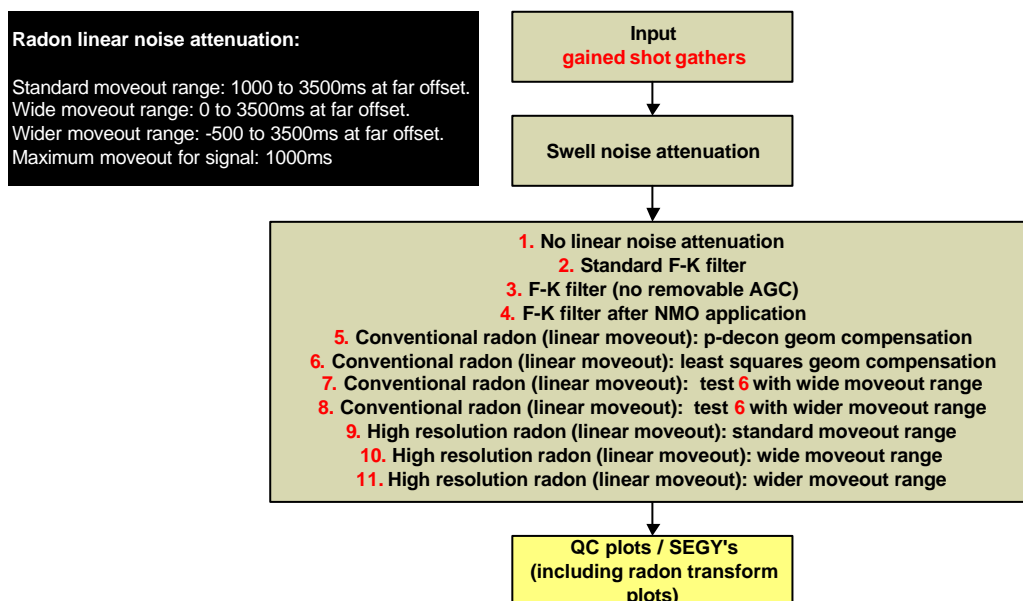 Radon linear noise attenuation:
Standard moveout range: 1000 to 3500ms at far offset.
Wide moveout range: 0 to 3500ms at far offset.
Wider moveout range: -500 to 3500ms at far offset.
Maximum moveout for signal: 1000ms
Input
gained shot gathers
Swell noise attenuation
1. No linear noise attenuation
2. Standard F-K filter
3. F-K filter (no removable AGC)
4. F-K filter after NMO application
5. Conventional radon (linear moveout): p-decon geom compensation
6. Conventional radon (linear moveout): least squares geom compensation
7. Conventional radon (linear moveout): test 6 with wide moveout range
8. Conventional radon (linear moveout): test 6 with wider moveout range
9. High resolution radon (linear moveout): standard moveout range
10. High resolution radon (linear moveout): wide moveout range
11. High resolution radon (linear moveout): wider moveout range
QC plots / SEGY's
(including radon transform
plots)